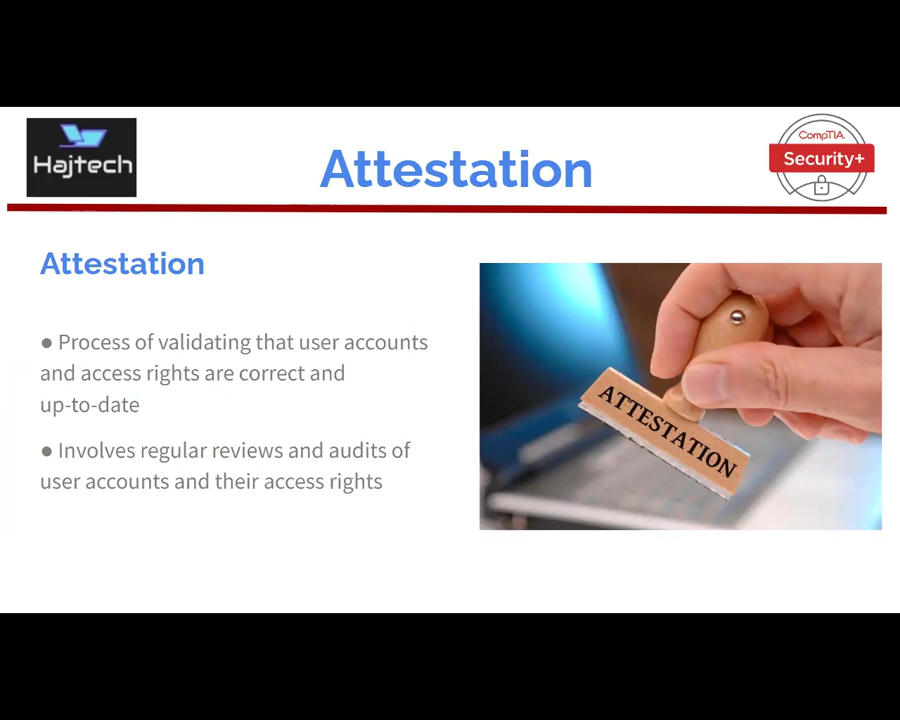 Hajtech
Attestation
CompTIA.
Security+
Attestation
● Process of validating that user accounts
and access rights are correct and
up-to-date
● Involves regular reviews and audits of
user accounts and their access rights
ATTESTATION